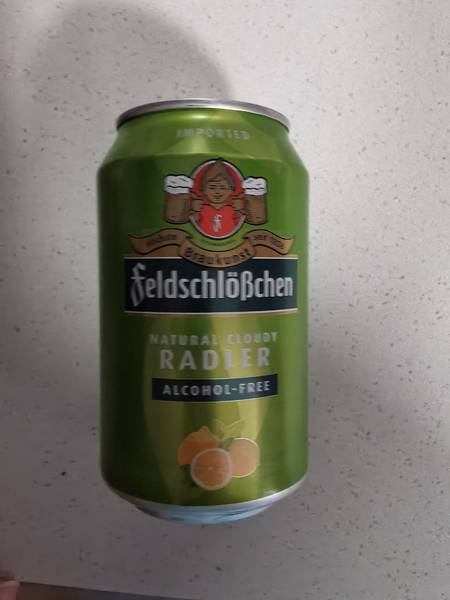 IMPORTED
Braukunst
Feldschlößchen
NATURAL CLOUDY
RADLER
ALCOHOL-FREE